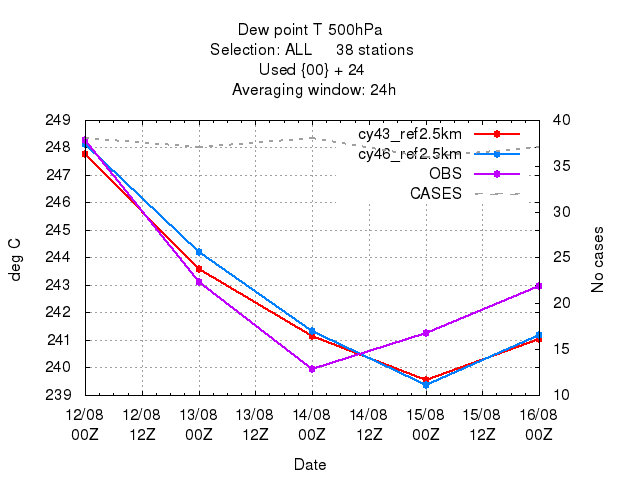 Dew point T 500hPa
Selection: ALL 38 stations
Used {00} + 24
Averaging window: 24h
cy43_ref2.5km
cy46_ref2.5km
OBS
CASES
249
248
247
246
245
244
243
242
241
240
239
deg C
40
35
30
25
20
15
10
No cases
12/08 12/08 13/08 13/08 14/08 14/08 15/08 15/08 16/08
00Z 12Z 00Z 12Z 00Z 12Z 00Z 12Z 00Z
Date